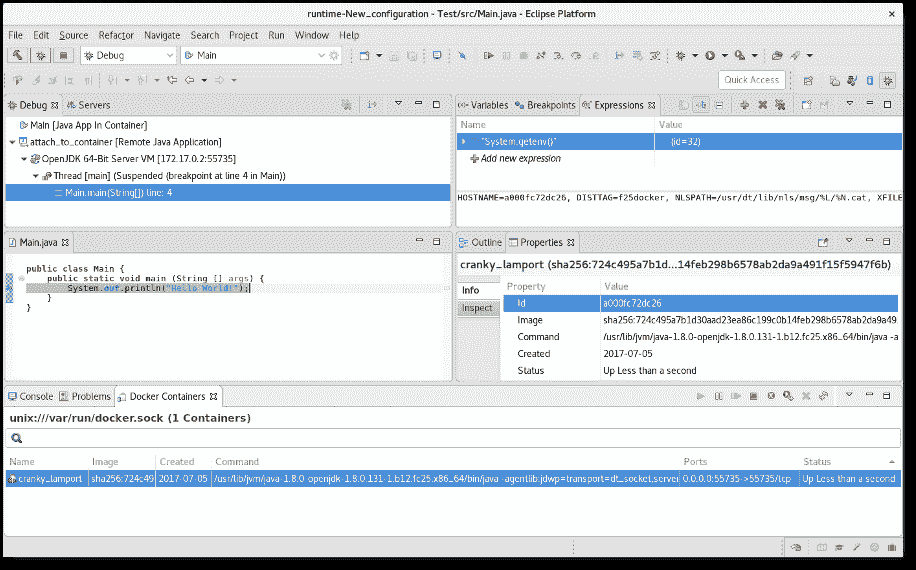 runtime-New_configuration - Test/src/Main.java - Eclipse Platform
File Edit Source Refactor Navigate Search Project Run Window Help
Debug Main
Quick Access
Debug Servers
Main [Java App In Container]
attach_to_container [Remote Java Application]
OpenJDK 64-Bit Server VM [172.17.0.2:55735]
Thread [main] (Suspended (breakpoint at line 4 in Main))
Main.main(String[]) line: 4
(x)= Variables Breakpoints Expressions
Name Value
"System.getenv()" (id=32)
Add new expression
HOSTNAME=a000fc72dc26, DISTTAG=f25docker, NLSPATH=/usr/dt/lib/nls/msg/%L/%N.cat, XFILE
Main.java
public class Main {
public static void main (String [] args) {
System.out.println("Hello World!");
}
}
Outline Properties
cranky_lamport (sha256:724c495a7b1d...14feb298b6578ab2da9a491f15f5947f6b)
Info
Inspect
Property Value
Id a000fc72dc26
Image sha256:724c495a7b1d30aad23ea86c199c0b14feb298b6578ab2da9a49
Command /usr/lib/jvm/java-1.8.0-openjdk-1.8.0.131-1.b12.fc25.x86_64/bin/java -a
Created 2017-07-05
Status Up Less than a second
Console Problems Docker Containers
unix:///var/run/docker.sock (1 Containers)
Name Image Created Command Ports Status
cranky_lamport sha256:724c49 2017-07-05 /usr/lib/jvm/java-1.8.0-openjdk-1.8.0.131-1.b12.fc25.x86_64/bin/java -agentlib:jdwp=transport=dt_socket,server 0.0.0.0:55735->55735/tcp Up Less than a second